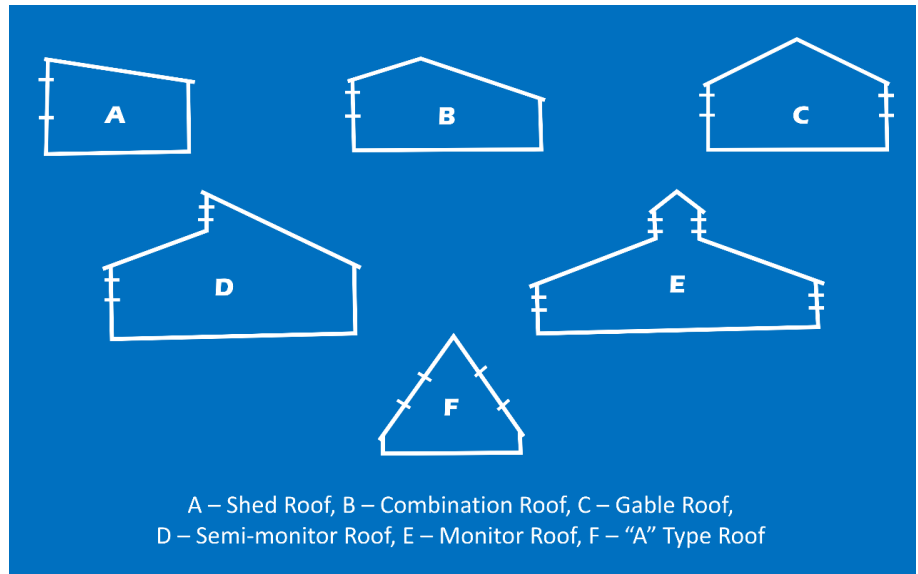 A
B
C
D
E
F
A – Shed Roof, B – Combination Roof, C – Gable Roof,
D – Semi-monitor Roof, E – Monitor Roof, F – “A” Type Roof